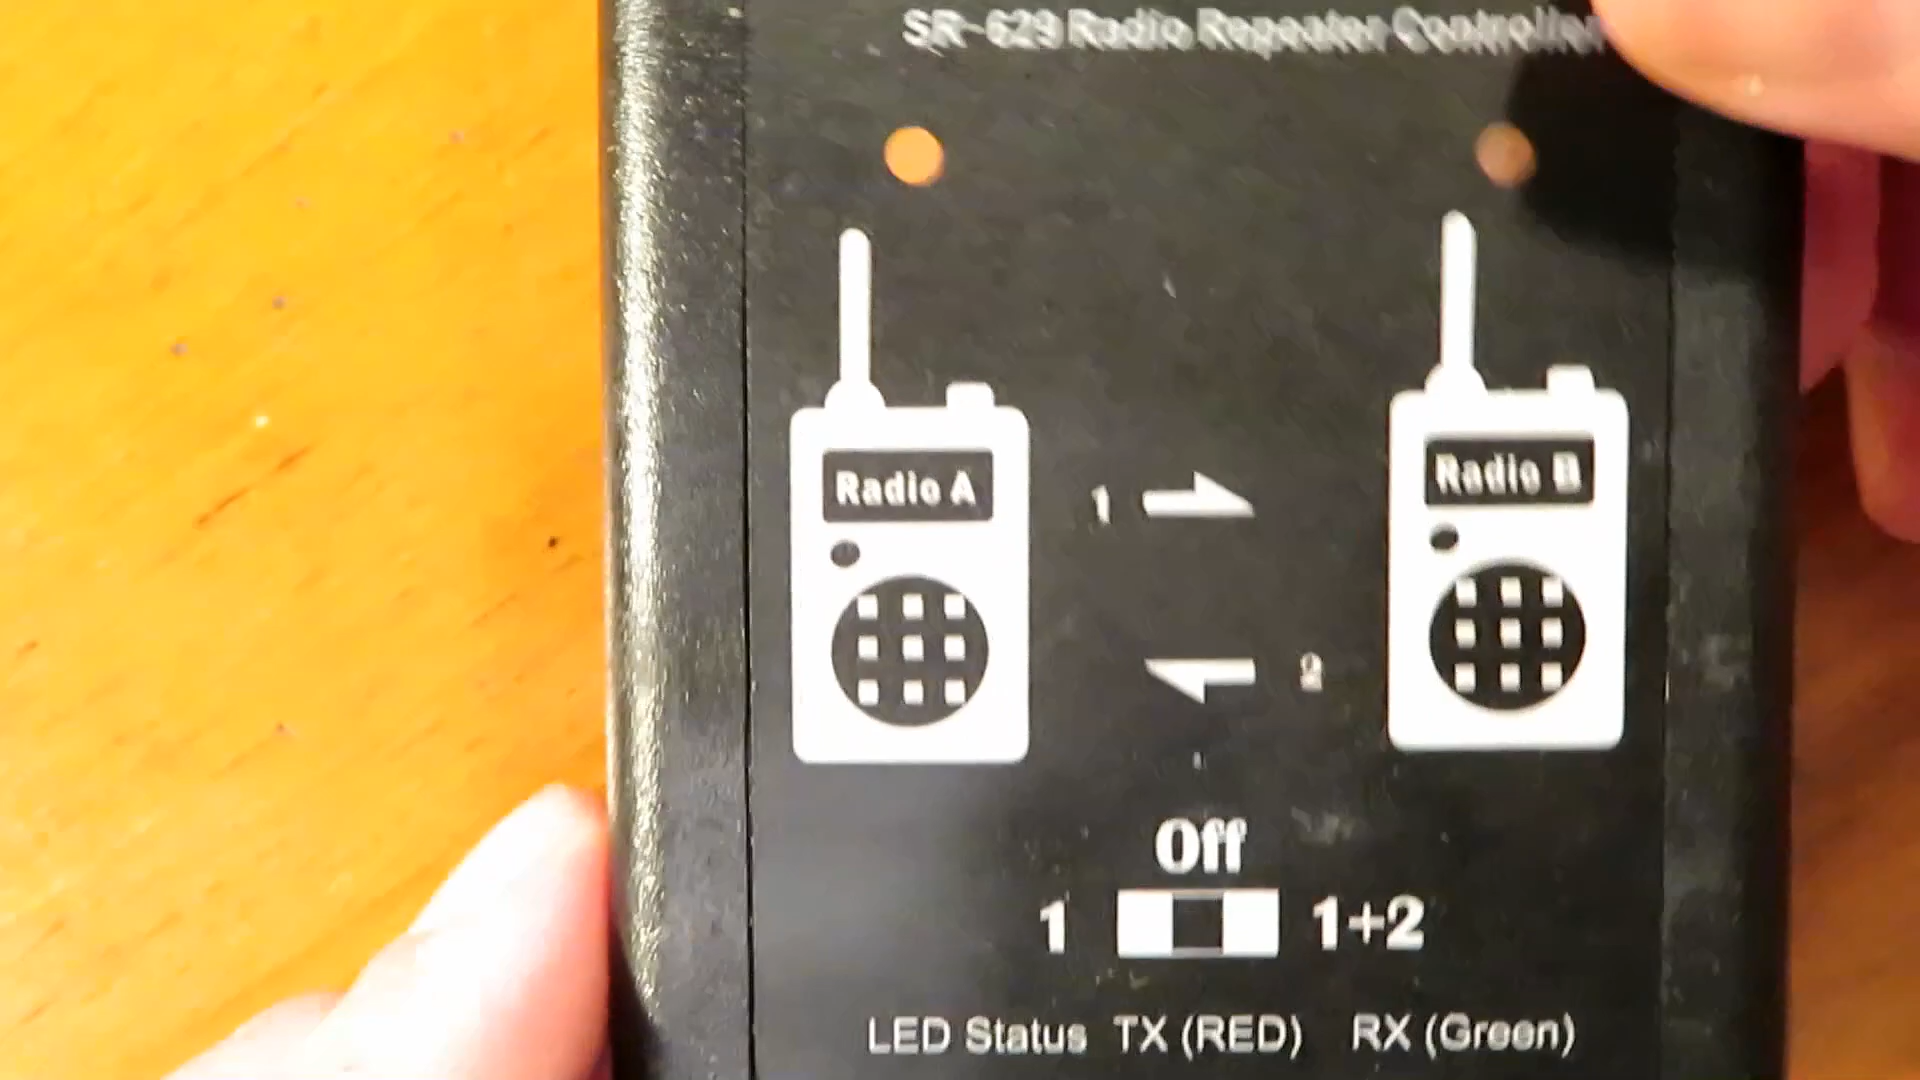 SR-629 Radio Repeater Controller
Radio A
Radio B
1
2
Off
1
1+2
LED Status TX (RED) RX (Green)